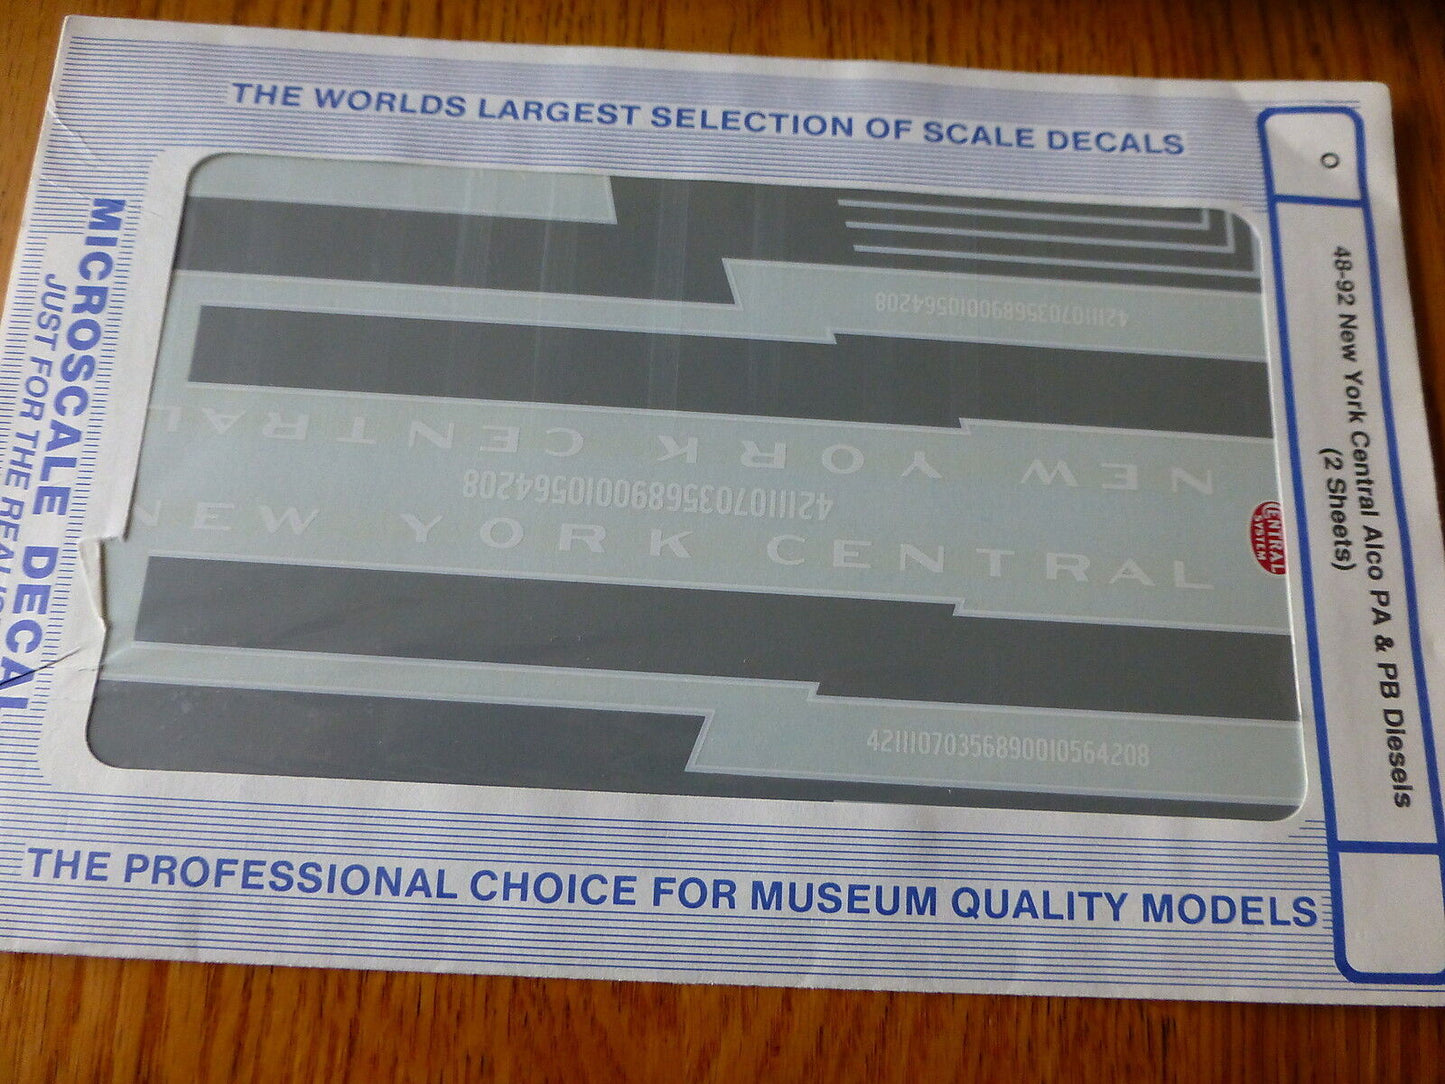 THE WORLDS LARGEST SELECTION OF SCALE DECALS
O
48-92 New York Central Alco PA & PB Diesels
(2 Sheets)
MICROSCALE DECAL
JUST FOR THE
42111070356890010564208
NEW YORK CENTRAL
42111070356890010564208
NEW YORK CENTRAL
CENTRAL
SYSTEM
42111070356890010564208
THE PROFESSIONAL CHOICE FOR MUSEUM QUALITY MODELS